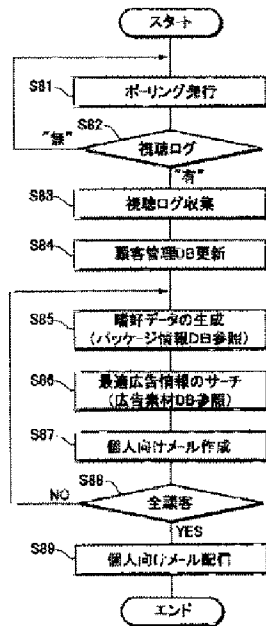 スタート
S81
ポーリング発行
S82
視聴ログ
"無"
"有"
S83
視聴ログ収集
S84
顧客管理DB更新
S85
嗜好データの生成
(パッケージ情報DB参照)
S86
最適広告情報のサーチ
(広告素材DB参照)
S87
個人向けメール作成
S88
全顧客
NO
YES
S89
個人向けメール配信
エンド